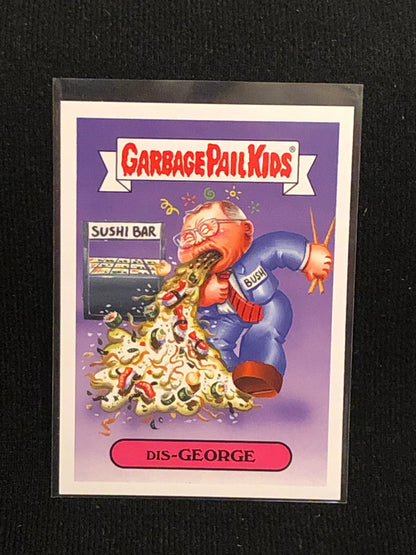 GARBAGE PAIL KIDS®
SUSHI BAR
BUSH
DIS-GEORGE